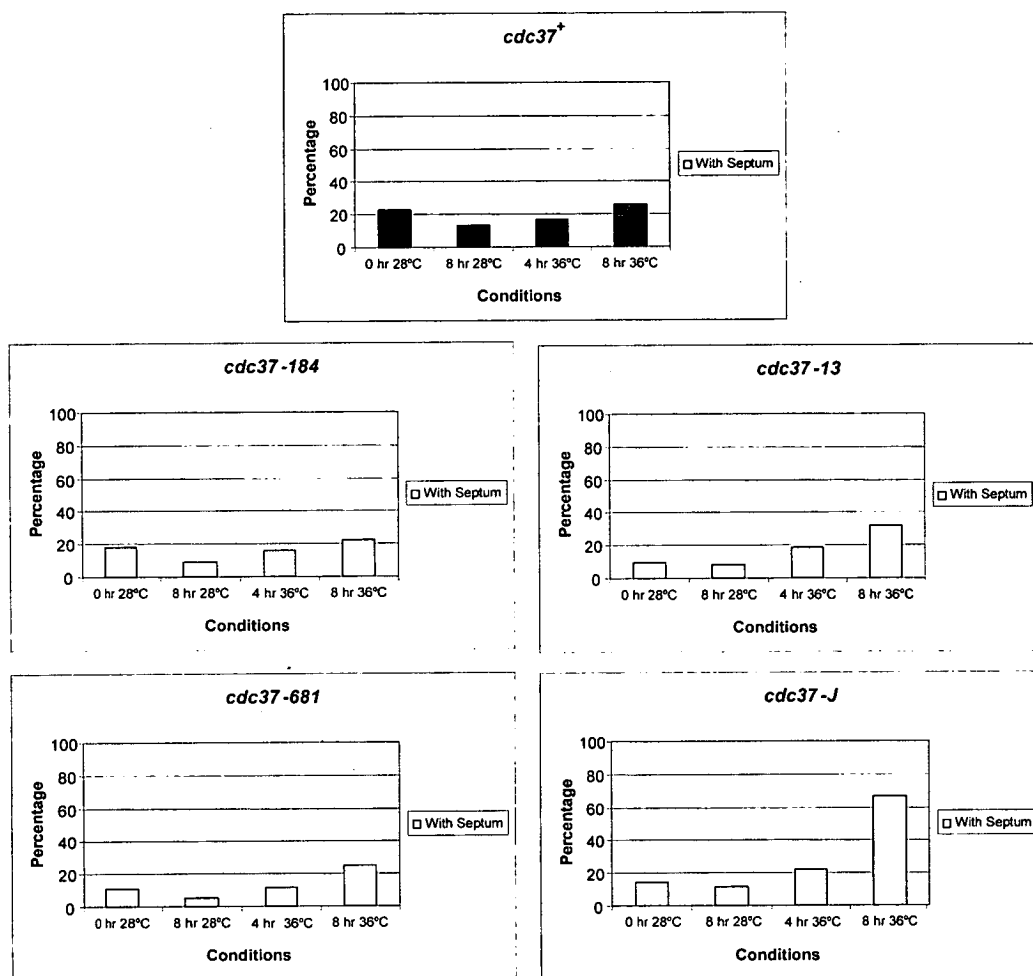 cdc37+
100
80
60
40
20
0
Percentage
0 hr 28°C 8 hr 28°C 4 hr 36°C 8 hr 36°C
Conditions
With Septum
cdc37-184
100
80
60
40
20
0
Percentage
0 hr 28°C 8 hr 28°C 4 hr 36°C 8 hr 36°C
Conditions
With Septum
cdc37-13
100
80
60
40
20
0
Percentage
0 hr 28°C 8 hr 28°C 4 hr 36°C 8 hr 36°C
Conditions
With Septum
cdc37-681
100
80
60
40
20
0
Percentage
0 hr 28°C 8 hr 28°C 4 hr 36°C 8 hr 36°C
Conditions
With Septum
cdc37-J
100
80
60
40
20
0
Percentage
0 hr 28°C 8 hr 28°C 4 hr 36°C 8 hr 36°C
Conditions
With Septum